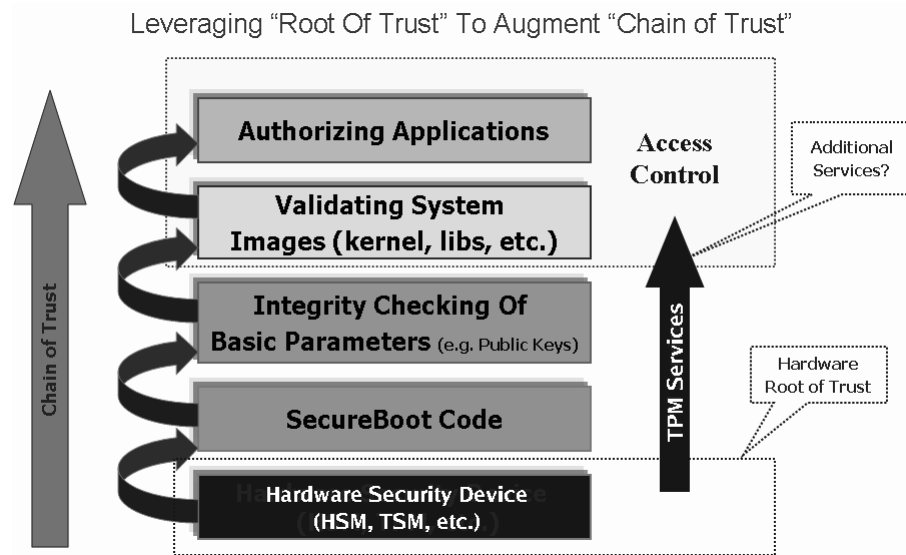 Leveraging “Root Of Trust” To Augment “Chain of Trust”
Chain of Trust
Authorizing Applications
Validating System
Images (kernel, libs, etc.)
Integrity Checking Of
Basic Parameters (e.g. Public Keys)
SecureBoot Code
Hardware Security Device
(HSM, TSM, etc.)
Access
Control
TPM Services
Additional
Services?
Hardware
Root of Trust